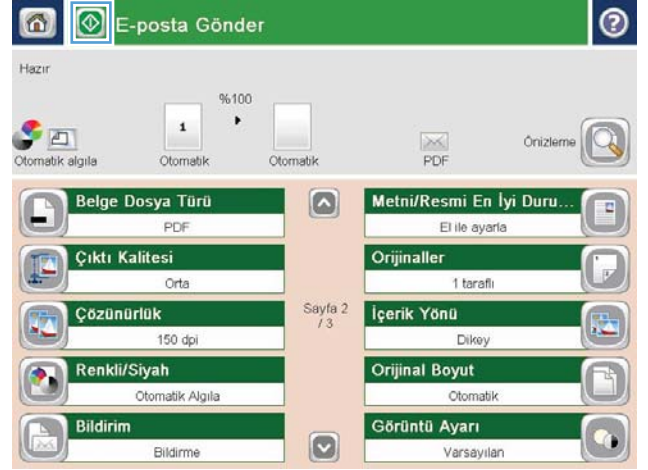 E-posta Gönder
Hazır
%100
1
Otomatik algıla
Otomatik
Otomatik
PDF
Önizleme
Belge Dosya Türü
PDF
Çıktı Kalitesi
Orta
Çözünürlük
150 dpi
Renkli/Siyah
Otomatik Algıla
Bildirim
Bildirme
Sayfa 2
/ 3
Metni/Resmi En İyi Duru...
El ile ayarla
Orijinaller
1 taraflı
İçerik Yönü
Dikey
Orijinal Boyut
Otomatik
Görüntü Ayarı
Varsayılan